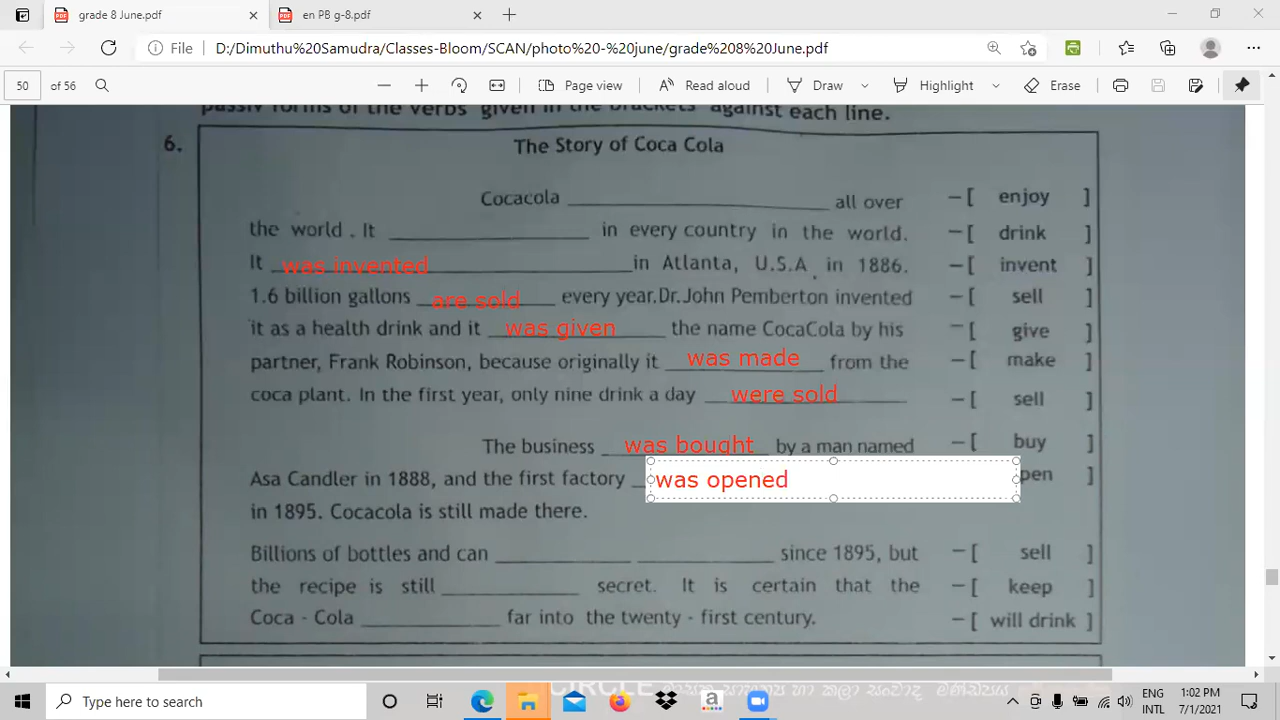 grade 8 June.pdf
en PB g-8.pdf
File D:/Dimuthu%20Samudra/Classes-Bloom/SCAN/photo%20-%20june/grade%208%20June.pdf
50 of 56 Page view Read aloud Draw Highlight Erase
passiv forms of the verbs given in the brackets against each line.
6. The Story of Coca Cola
Cocacola ____ all over – [ enjoy ]
the world . It ____ in every country in the world. – [ drink ]
It was invented in Atlanta, U.S.A in 1886. – [ invent ]
1.6 billion gallons are sold every year.Dr.John Pemberton invented – [ sell ]
it as a health drink and it was given the name CocaCola by his – [ give ]
partner, Frank Robinson, because originally it was made from the – [ make ]
coca plant. In the first year, only nine drink a day were sold – [ sell ]
The business was bought by a man named – [ buy ]
Asa Candler in 1888, and the first factory was opened pen ]
in 1895. Cocacola is still made there.
Billions of bottles and can ____ ____ since 1895, but – [ sell ]
the recipe is still ____ secret. It is certain that the – [ keep ]
Coca - Cola ____ far into the twenty - first century. – [ will drink ]
CIRCLE
Type here to search
a
ENG
INTL
1:02 PM
7/1/2021